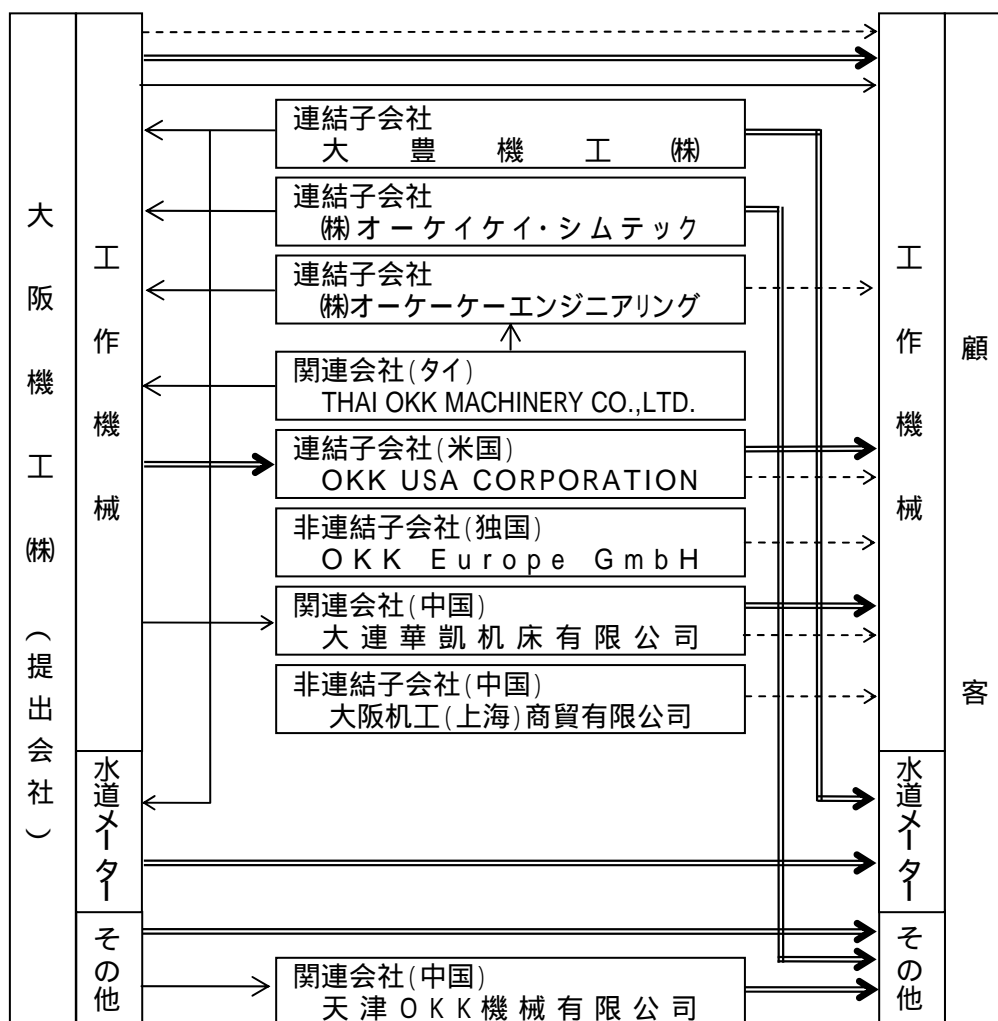 大阪機工㈱（提出会社）
工作機械
水道メーター
その他
連結子会社
大豊機工㈱
連結子会社
㈱オーケイケイ・シムテック
連結子会社
㈱オーケーケーエンジニアリング
関連会社(タイ)
THAI OKK MACHINERY CO.,LTD.
連結子会社(米国)
OKK USA CORPORATION
非連結子会社(独国)
OKK Europe GmbH
関連会社(中国)
大連華凱机床有限公司
非連結子会社(中国)
大阪机工(上海)商貿有限公司
関連会社(中国)
天津OKK機械有限公司
工作機械
水道メーター
その他
顧客